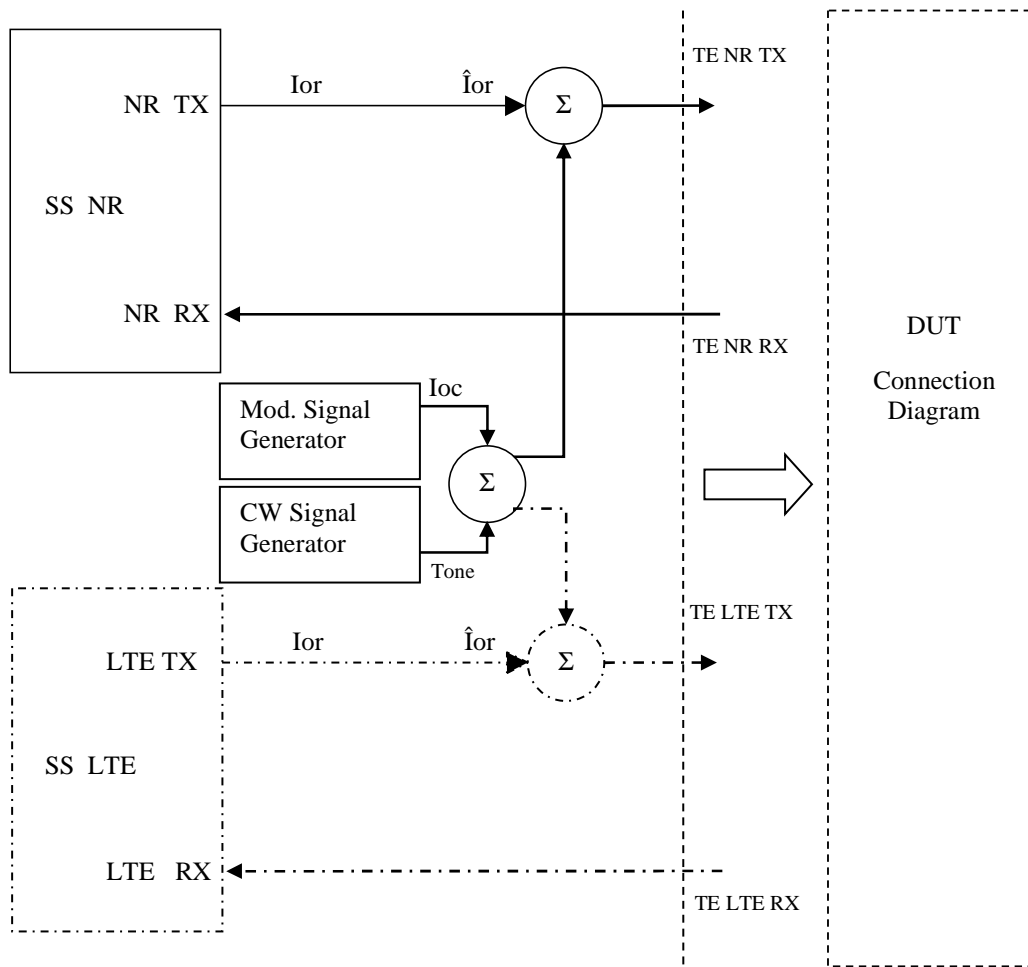 TE NR TX
NR TX
Ior
Îor
Σ
SS NR
NR RX
TE NR RX
DUT
Connection
Diagram
Ioc
Mod. Signal
Generator
Σ
CW Signal
Generator
Tone
TE LTE TX
LTE TX
Ior
Îor
Σ
SS LTE
LTE RX
TE LTE RX